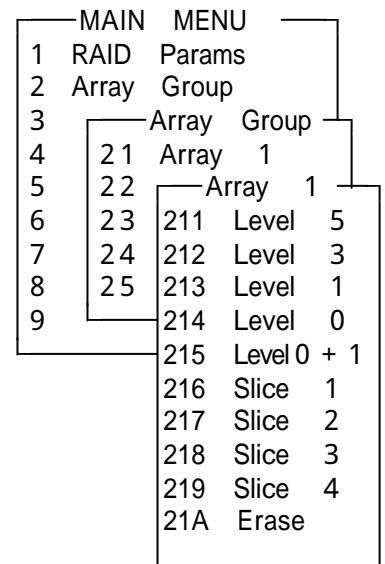 MAIN MENU
1 RAID Params
2 Array Group
3 Array Group
4 21 Array 1
5 22 Array 1
6 23 211 Level 5
7 24 212 Level 3
8 25 213 Level 1
9 214 Level 0
215 Level 0 + 1
216 Slice 1
217 Slice 2
218 Slice 3
219 Slice 4
21A Erase